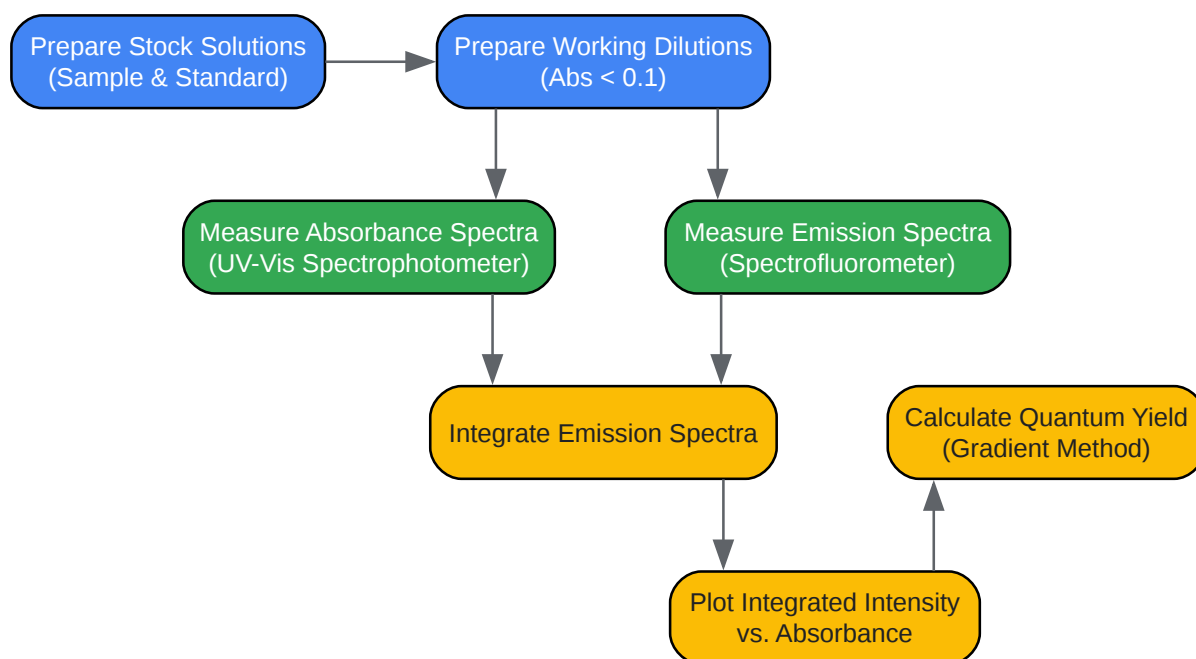 Prepare Stock Solutions
(Sample & Standard)
Prepare Working Dilutions
(Abs < 0.1)
Measure Absorbance Spectra
(UV-Vis Spectrophotometer)
Measure Emission Spectra
(Spectrofluorometer)
Integrate Emission Spectra
Calculate Quantum Yield
(Gradient Method)
Plot Integrated Intensity
vs. Absorbance